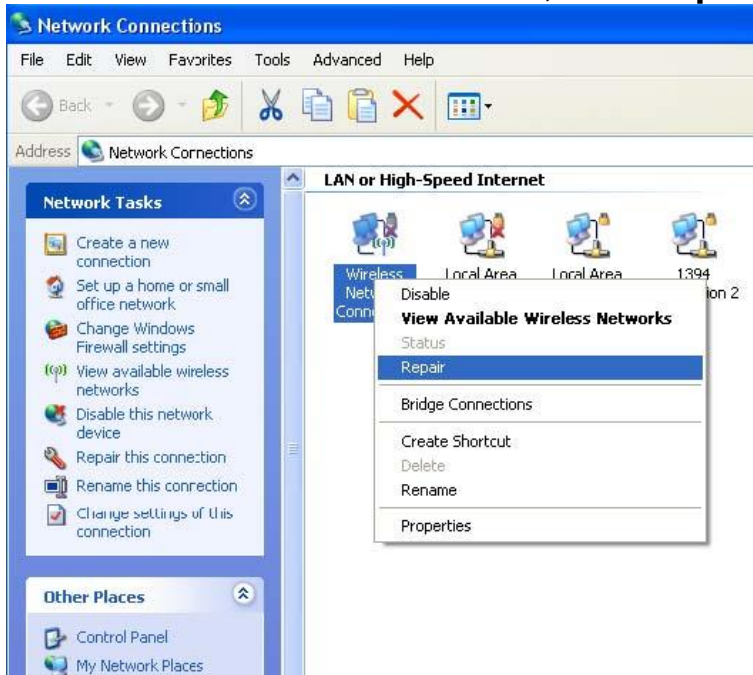 Network Connections
File Edit View Favorites Tools Advanced Help
Back
Address Network Connections
Network Tasks
Create a new
connection
Set up a home or small
office network
Change Windows
Firewall settings
View available wireless
networks
Disable this network
device
Repair this connection
Rename this connection
Change settings of this
connection
Other Places
Control Panel
My Network Places
LAN or High-Speed Internet
Wireless Local Area Local Area 1394
Netw ion 2
Conne
Disable
View Available Wireless Networks
Status
Repair
Bridge Connections
Create Shortcut
Delete
Rename
Properties